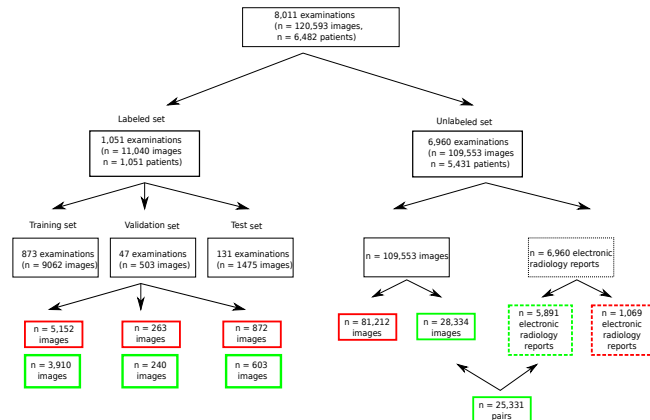 8,011 examinations
(n = 120,593 images,
n = 6,482 patients)
Labeled set
Unlabeled set
1,051 examinations
(n = 11,040 images
n = 1,051 patients)
6,960 examinations
(n = 109,553 images
n = 5,431 patients)
Training set
Validation set
Test set
873 examinations
(n = 9062 images)
47 examinations
(n = 503 images)
131 examinations
(n = 1475 images)
n = 109,553 images
n = 6,960 electronic
radiology reports
n = 5,152
images
n = 263
images
n = 872
images
n = 81,212
images
n = 28,334
images
n = 5,891
electronic
radiology
reports
n = 1,069
electronic
radiology
reports
n = 3,910
images
n = 240
images
n = 603
images
n = 25,331
pairs